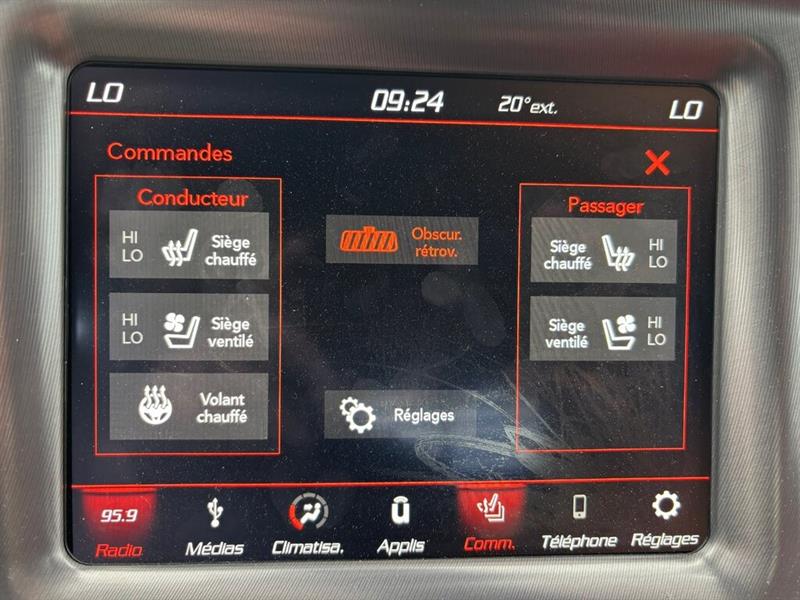 LO 09:24 20° ext. LO
Commandes
Conducteur
Passager
HI
LO
Siège
chauffé
Obscur.
rétrov.
Siège
chauffé
HI
LO
HI
LO
Siège
ventilé
Siège
ventilé
HI
LO
Volant
chauffé
Réglages
95.9
Radio Médias Climatisa. Applis Comm. Téléphone Réglages